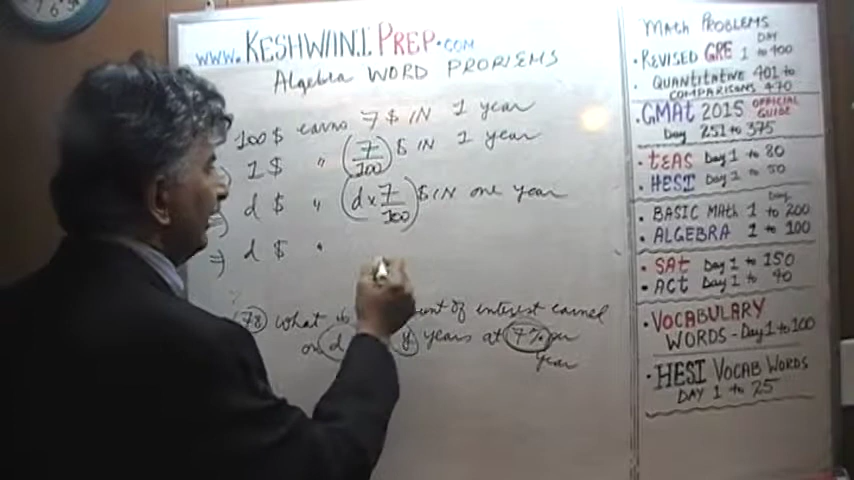 www.KESHWANI PREP.com
Algebra WORD PROBLEMS
100 $ earns 7 $ IN 1 year
1 $ " (7/100) $ IN 1 year
⇒ d $ " (d x 7/100) $ IN one year
⇒ d $ "
78 What is of interest earned
on d y years at 7% per
year
MATH PROBLEMS
DAY
• REVISED GRE 1 to 400
• QUANTITATIVE 401 to
COMPARISONS 470
• GMAt 2015 OFFICIAL
GUIDE
Day 251 to 375
• tEAS Day 1 to 80
• HESI Day 1 to 50
Day
• BASIC MAth 1 to 200
• ALGEBRA 1 to 100
• SAt Day 1 to 150
• ACt Day 1 to 40
• VOCABULARY
WORDS - Day 1 to 100
• HESI VOCAB WORDS
DAY 1 to 25